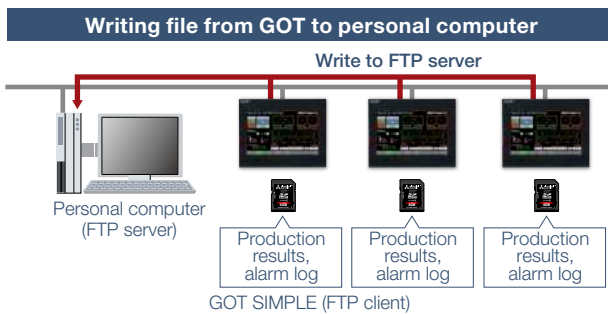 Writing file from GOT to personal computer
Write to FTP server
Personal computer
(FTP server)
Production
results,
alarm log
Production
results,
alarm log
Production
results,
alarm log
GOT SIMPLE (FTP client)